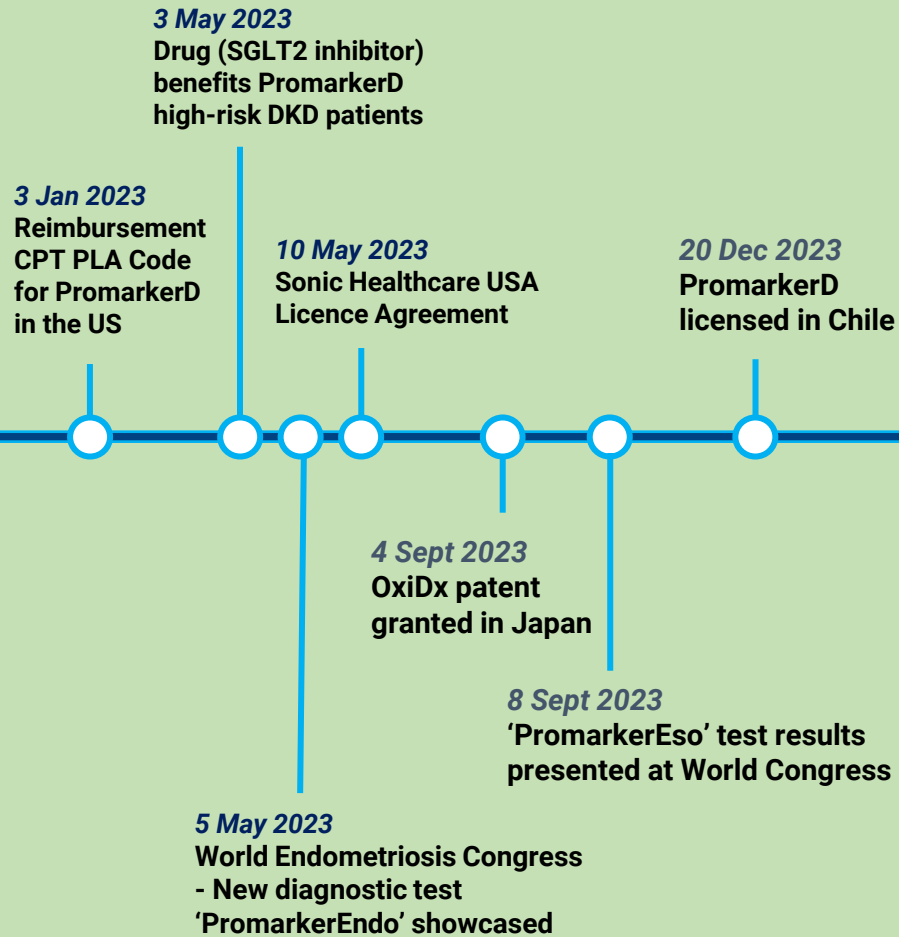 3 May 2023
Drug (SGLT2 inhibitor)
benefits PromarkerD
high-risk DKD patients
3 Jan 2023
Reimbursement
CPT PLA Code
for PromarkerD
in the US
10 May 2023
Sonic Healthcare USA
Licence Agreement
20 Dec 2023
PromarkerD
licensed in Chile
4 Sept 2023
OxiDx patent
granted in Japan
8 Sept 2023
‘PromarkerEso’ test results
presented at World Congress
5 May 2023
World Endometriosis Congress
- New diagnostic test
‘PromarkerEndo’ showcased